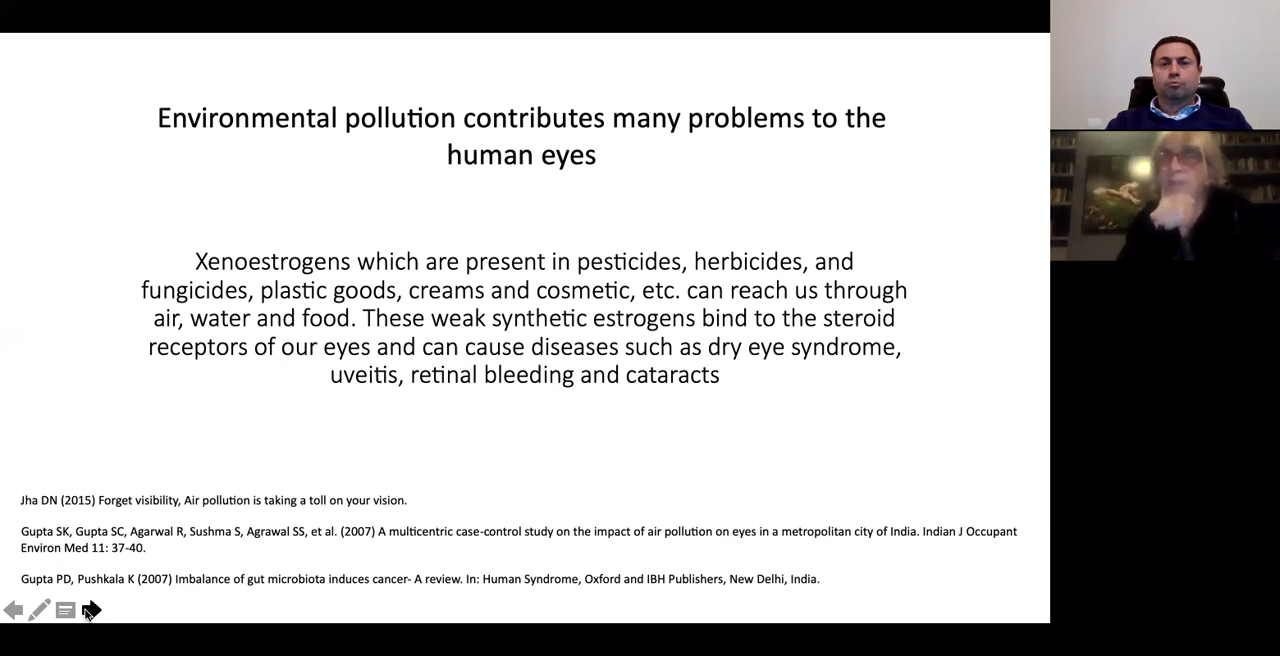 Environmental pollution contributes many problems to the
human eyes
Xenoestrogens which are present in pesticides, herbicides, and
fungicides, plastic goods, creams and cosmetic, etc. can reach us through
air, water and food. These weak synthetic estrogens bind to the steroid
receptors of our eyes and can cause diseases such as dry eye syndrome,
uveitis, retinal bleeding and cataracts
Jha DN (2015) Forget visibility, Air pollution is taking a toll on your vision.
Gupta SK, Gupta SC, Agarwal R, Sushma S, Agrawal SS, et al. (2007) A multicentric case-control study on the impact of air pollution on eyes in a metropolitan city of India. Indian J Occupant
Environ Med 11: 37-40.
Gupta PD, Pushkala K (2007) Imbalance of gut microbiota induces cancer- A review. In: Human Syndrome, Oxford and IBH Publishers, New Delhi, India.